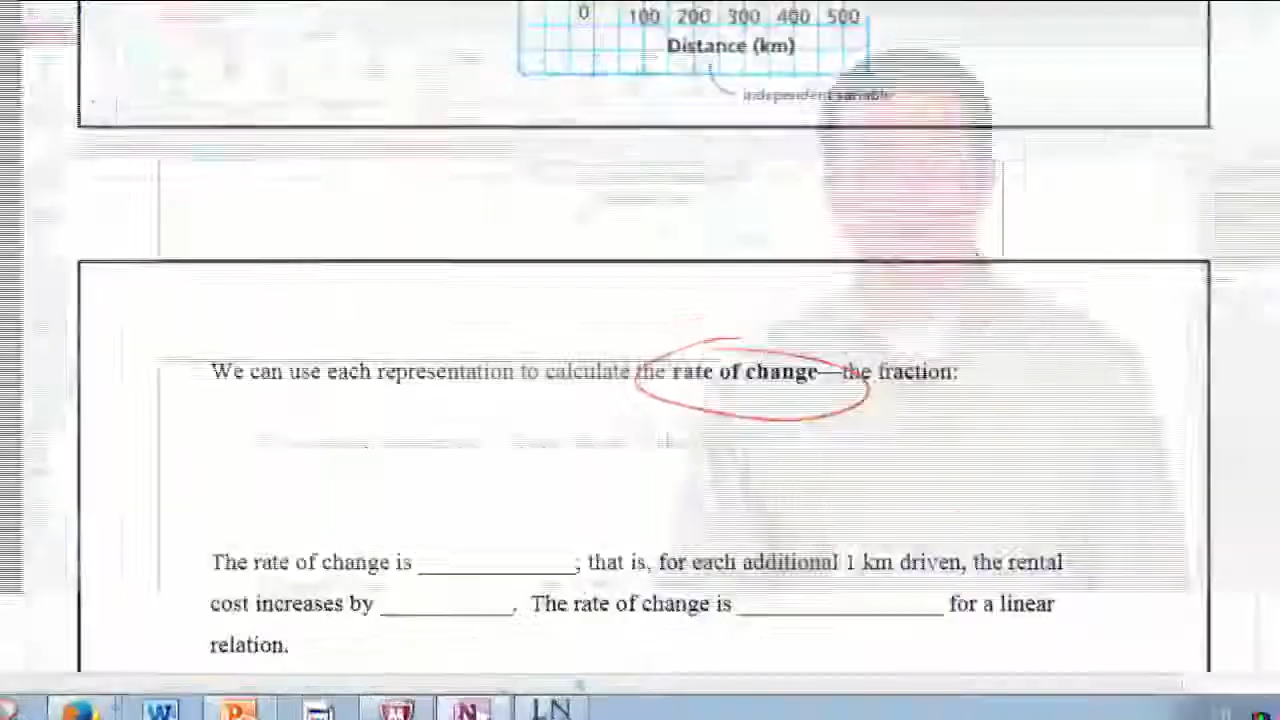 0 100 200 300 400 500
Distance (km)
independent variable
We can use each representation to calculate the rate of change—the fraction:
The rate of change is ______________; that is, for each additional 1 km driven, the rental
cost increases by ____________. The rate of change is __________________ for a linear
relation.
LN